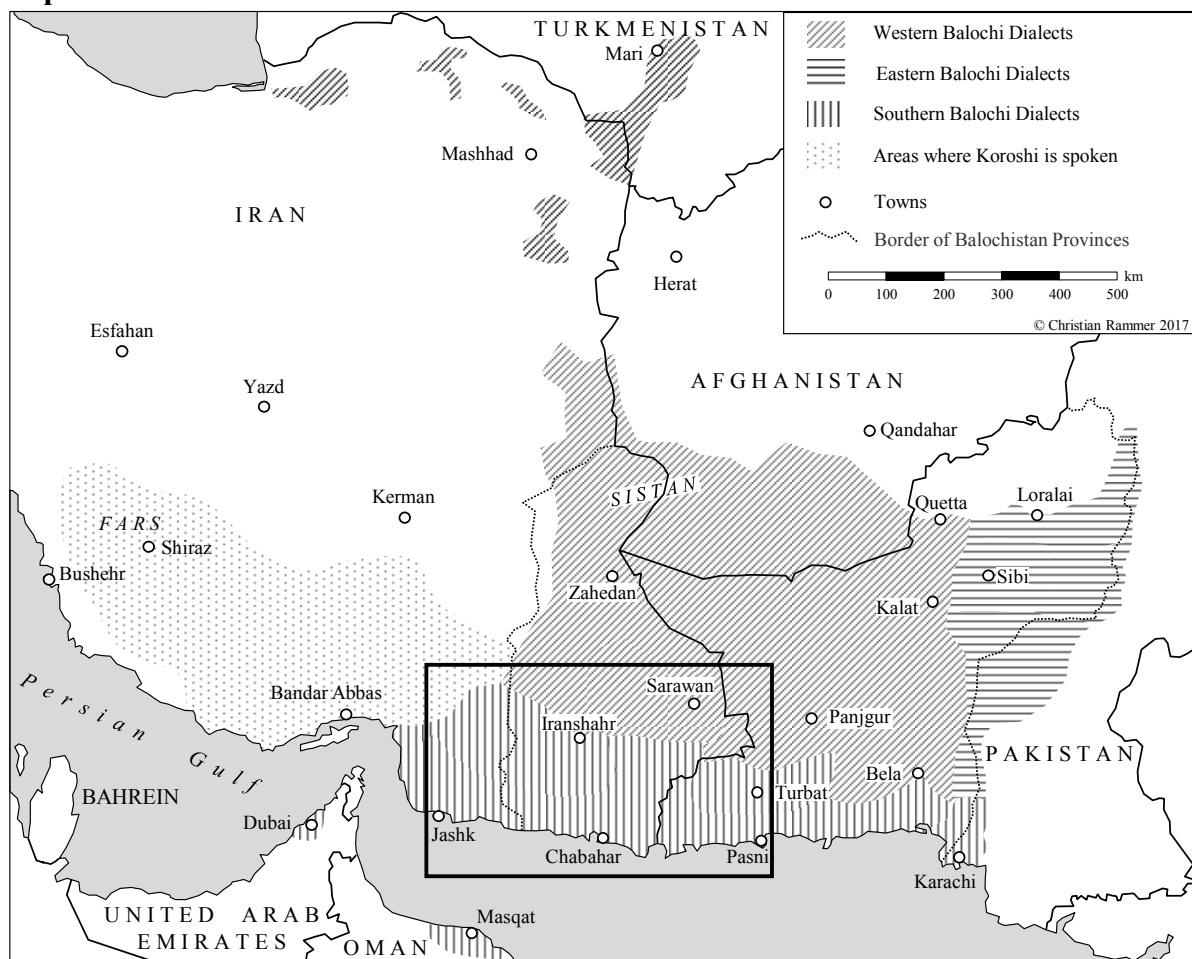 TURKMENISTAN
Mari
Mashhad
IRAN
Herat
Esfahan
Yazd
AFGHANISTAN
Qandahar
Kerman
SISTAN
Quetta
Loralai
FARS
Shiraz
Bushehr
Zahedan
Sibi
Kalat
Persian Gulf
Bandar Abbas
Sarawan
Iranshahr
Panjgur
PAKISTAN
Bela
BAHREIN
Turbat
Dubai
Jashk
Chabahar
Pasni
Karachi
UNITED ARAB
EMIRATES
OMAN
Masqat
Western Balochi Dialects
Eastern Balochi Dialects
Southern Balochi Dialects
Areas where Koroshi is spoken
Towns
Border of Balochistan Provinces
km
0 100 200 300 400 500
© Christian Rammer 2017